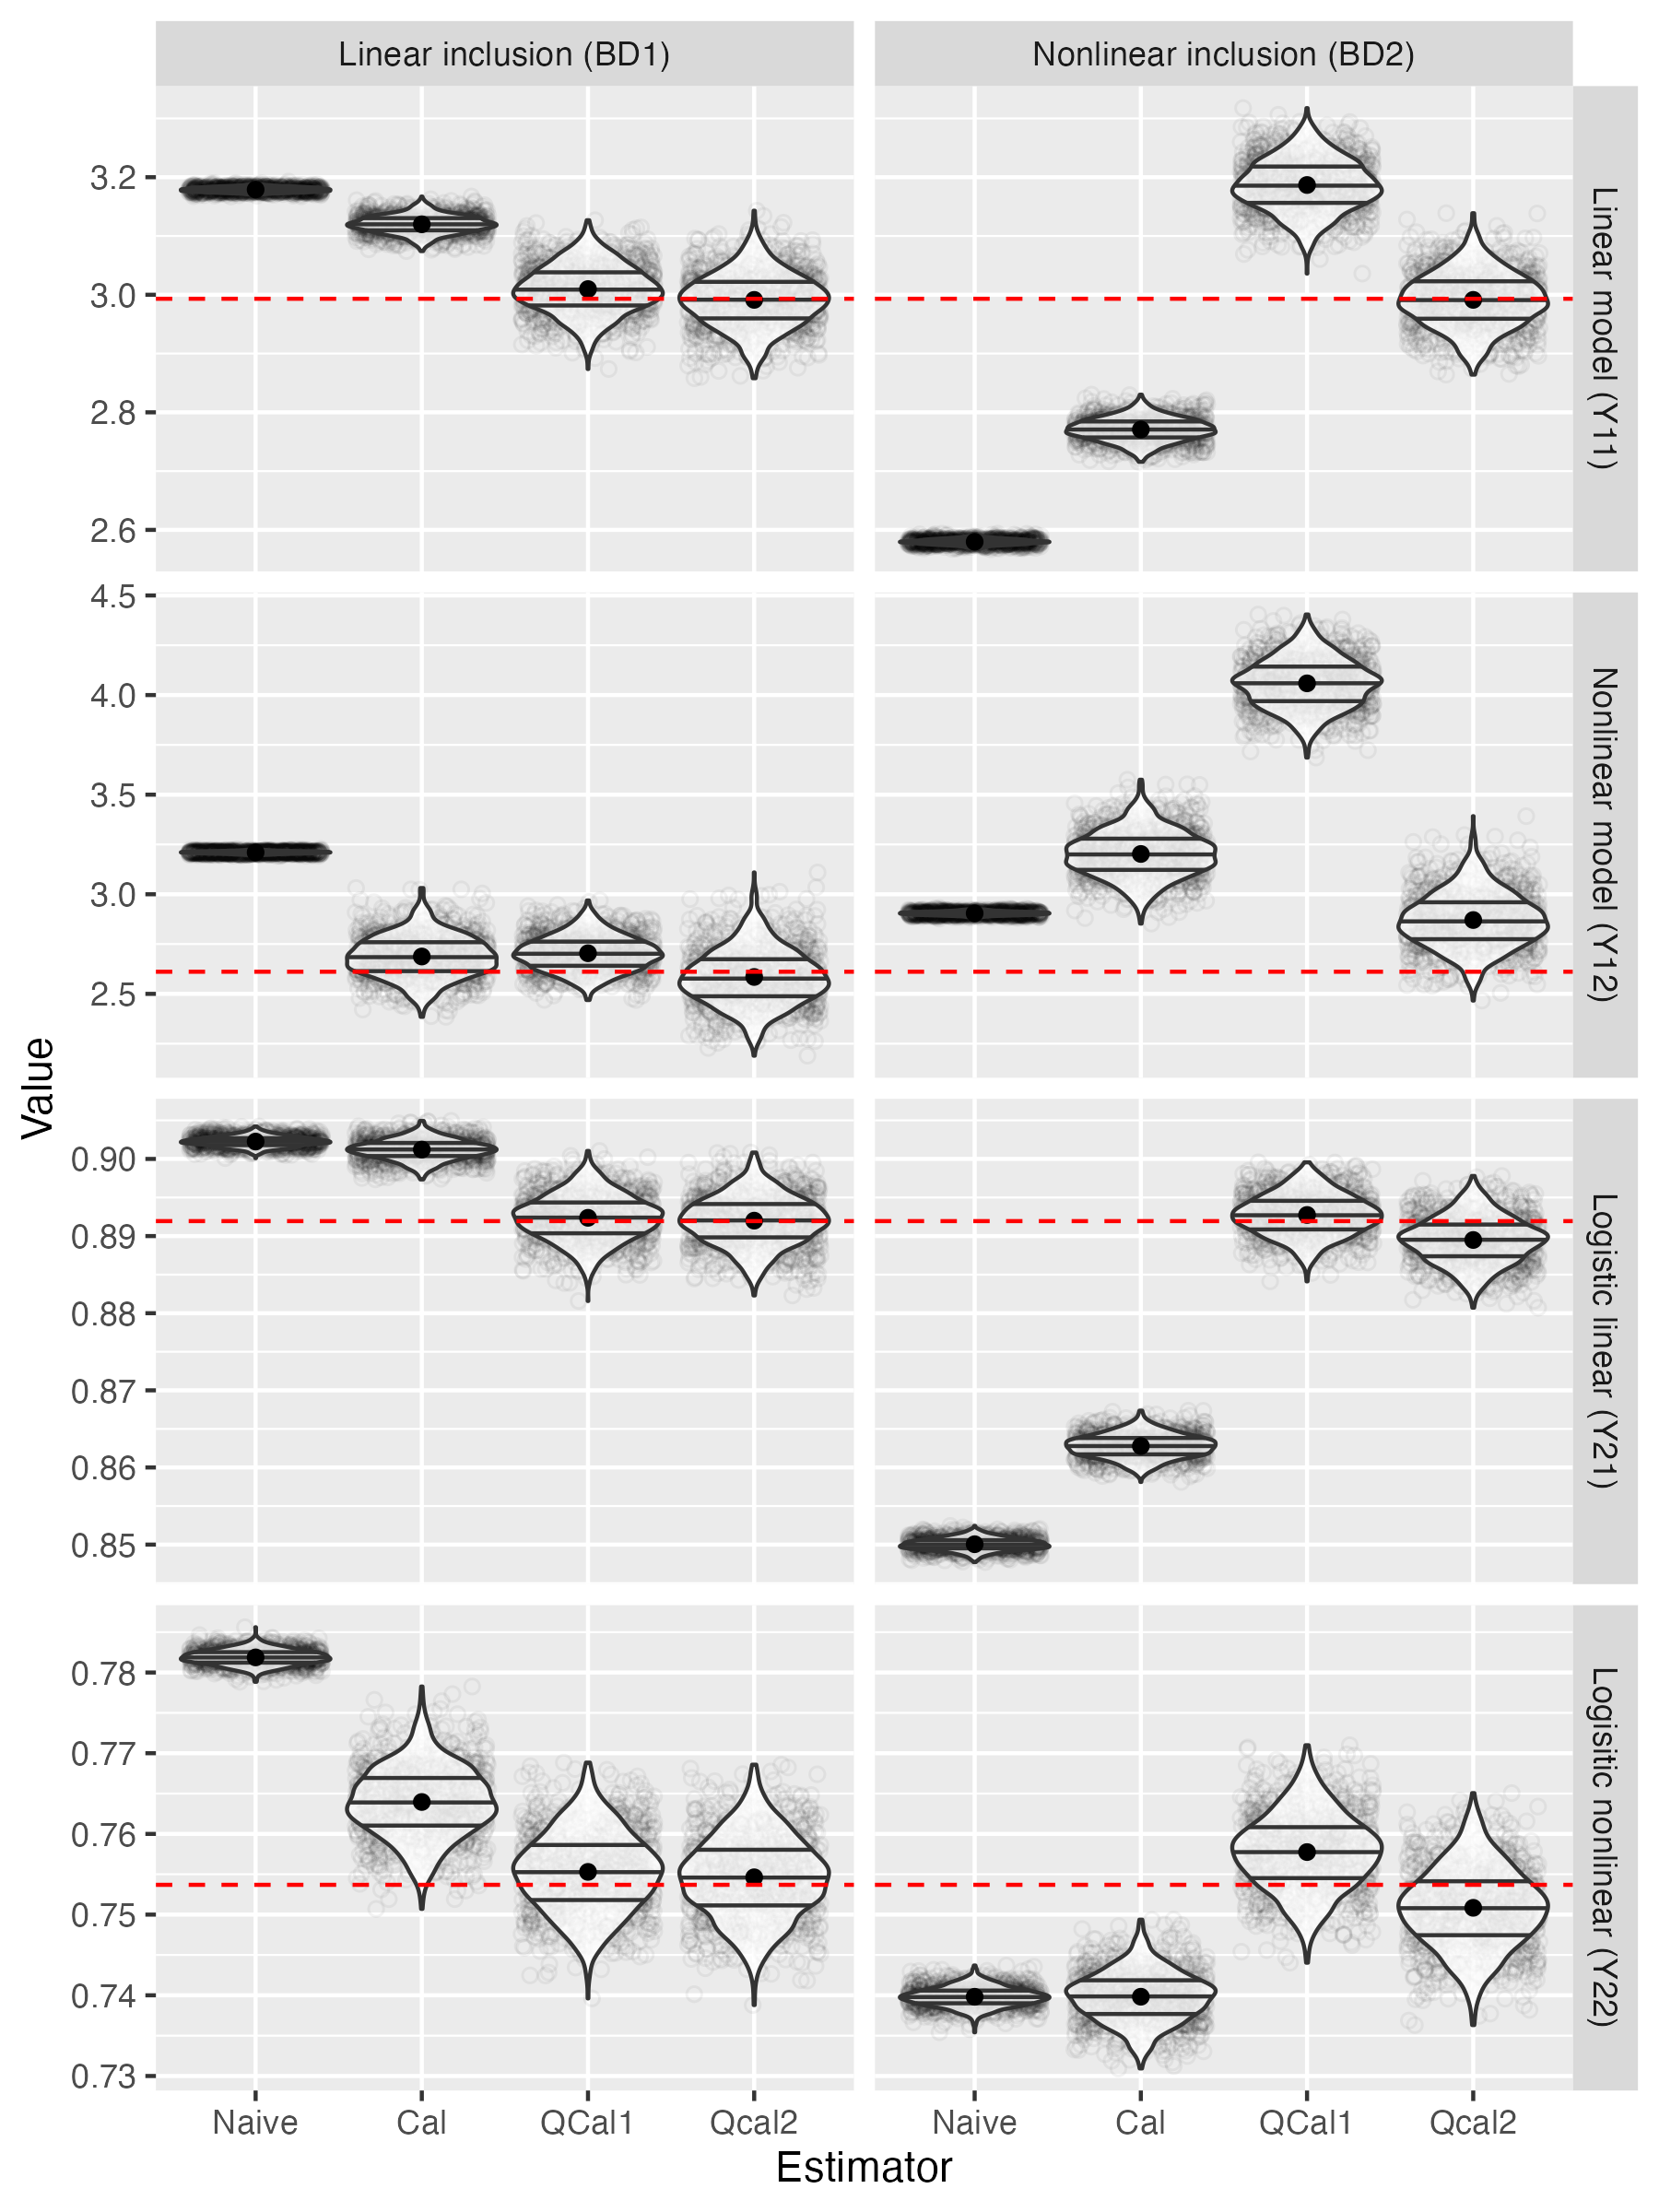 Linear inclusion (BD1)
Nonlinear inclusion (BD2)
3.2
3.0
2.8
2.6
Linear model (Y11)
4.5
4.0
3.5
3.0
2.5
Nonlinear model (Y12)
Value
0.90
0.89
0.88
0.87
0.86
0.85
Logistic linear (Y21)
0.78
0.77
0.76
0.75
0.74
0.73
Logisitic nonlinear (Y22)
Naive Cal QCal1 Qcal2
Naive Cal QCal1 Qcal2
Estimator